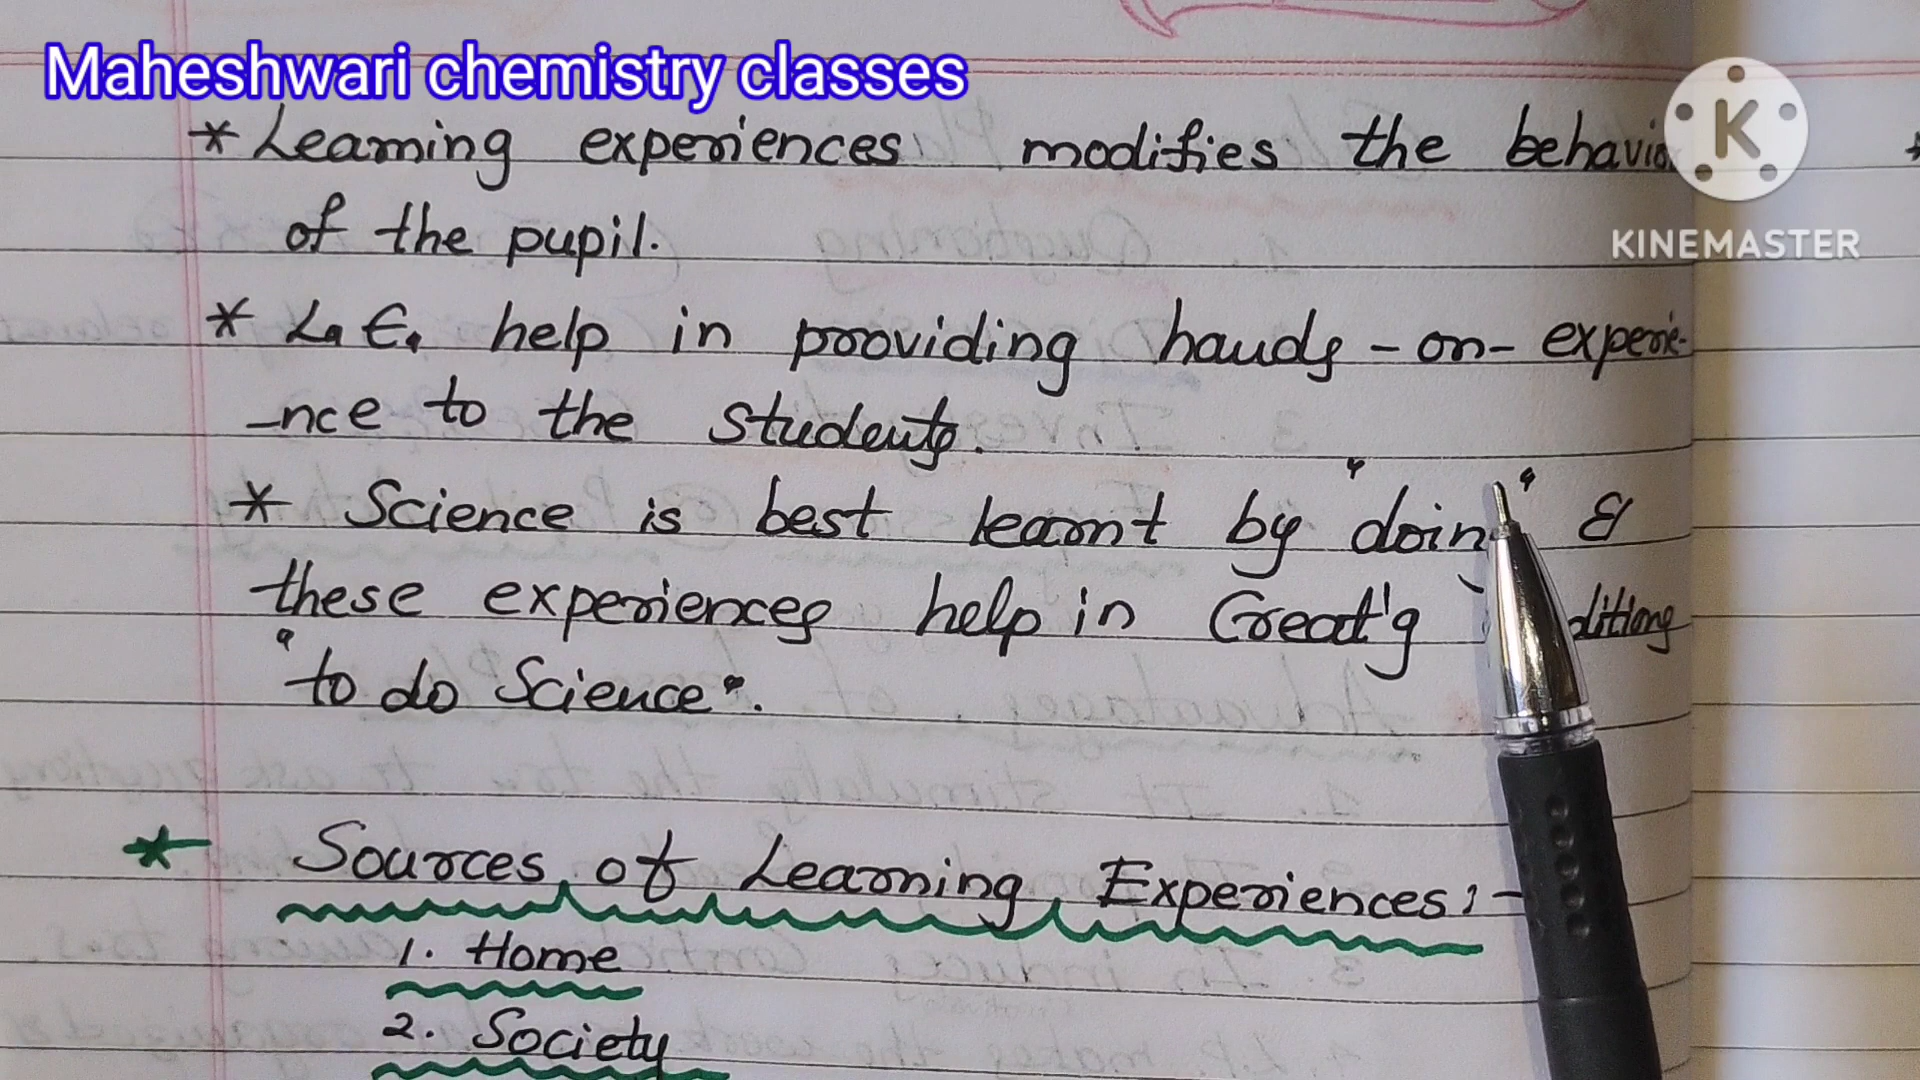 Maheshwari chemistry classes
* Learning experiences modifies the behavio
of the pupil.
KINEMASTER
* L. E. help in providing hands - on - experie-
-nce to the students.
* Science is best learnt by "doin" &
these experiences help in Creat'g ditions
"to do Science".
* Sources of Learning Experiences :-
1. Home
2. Society